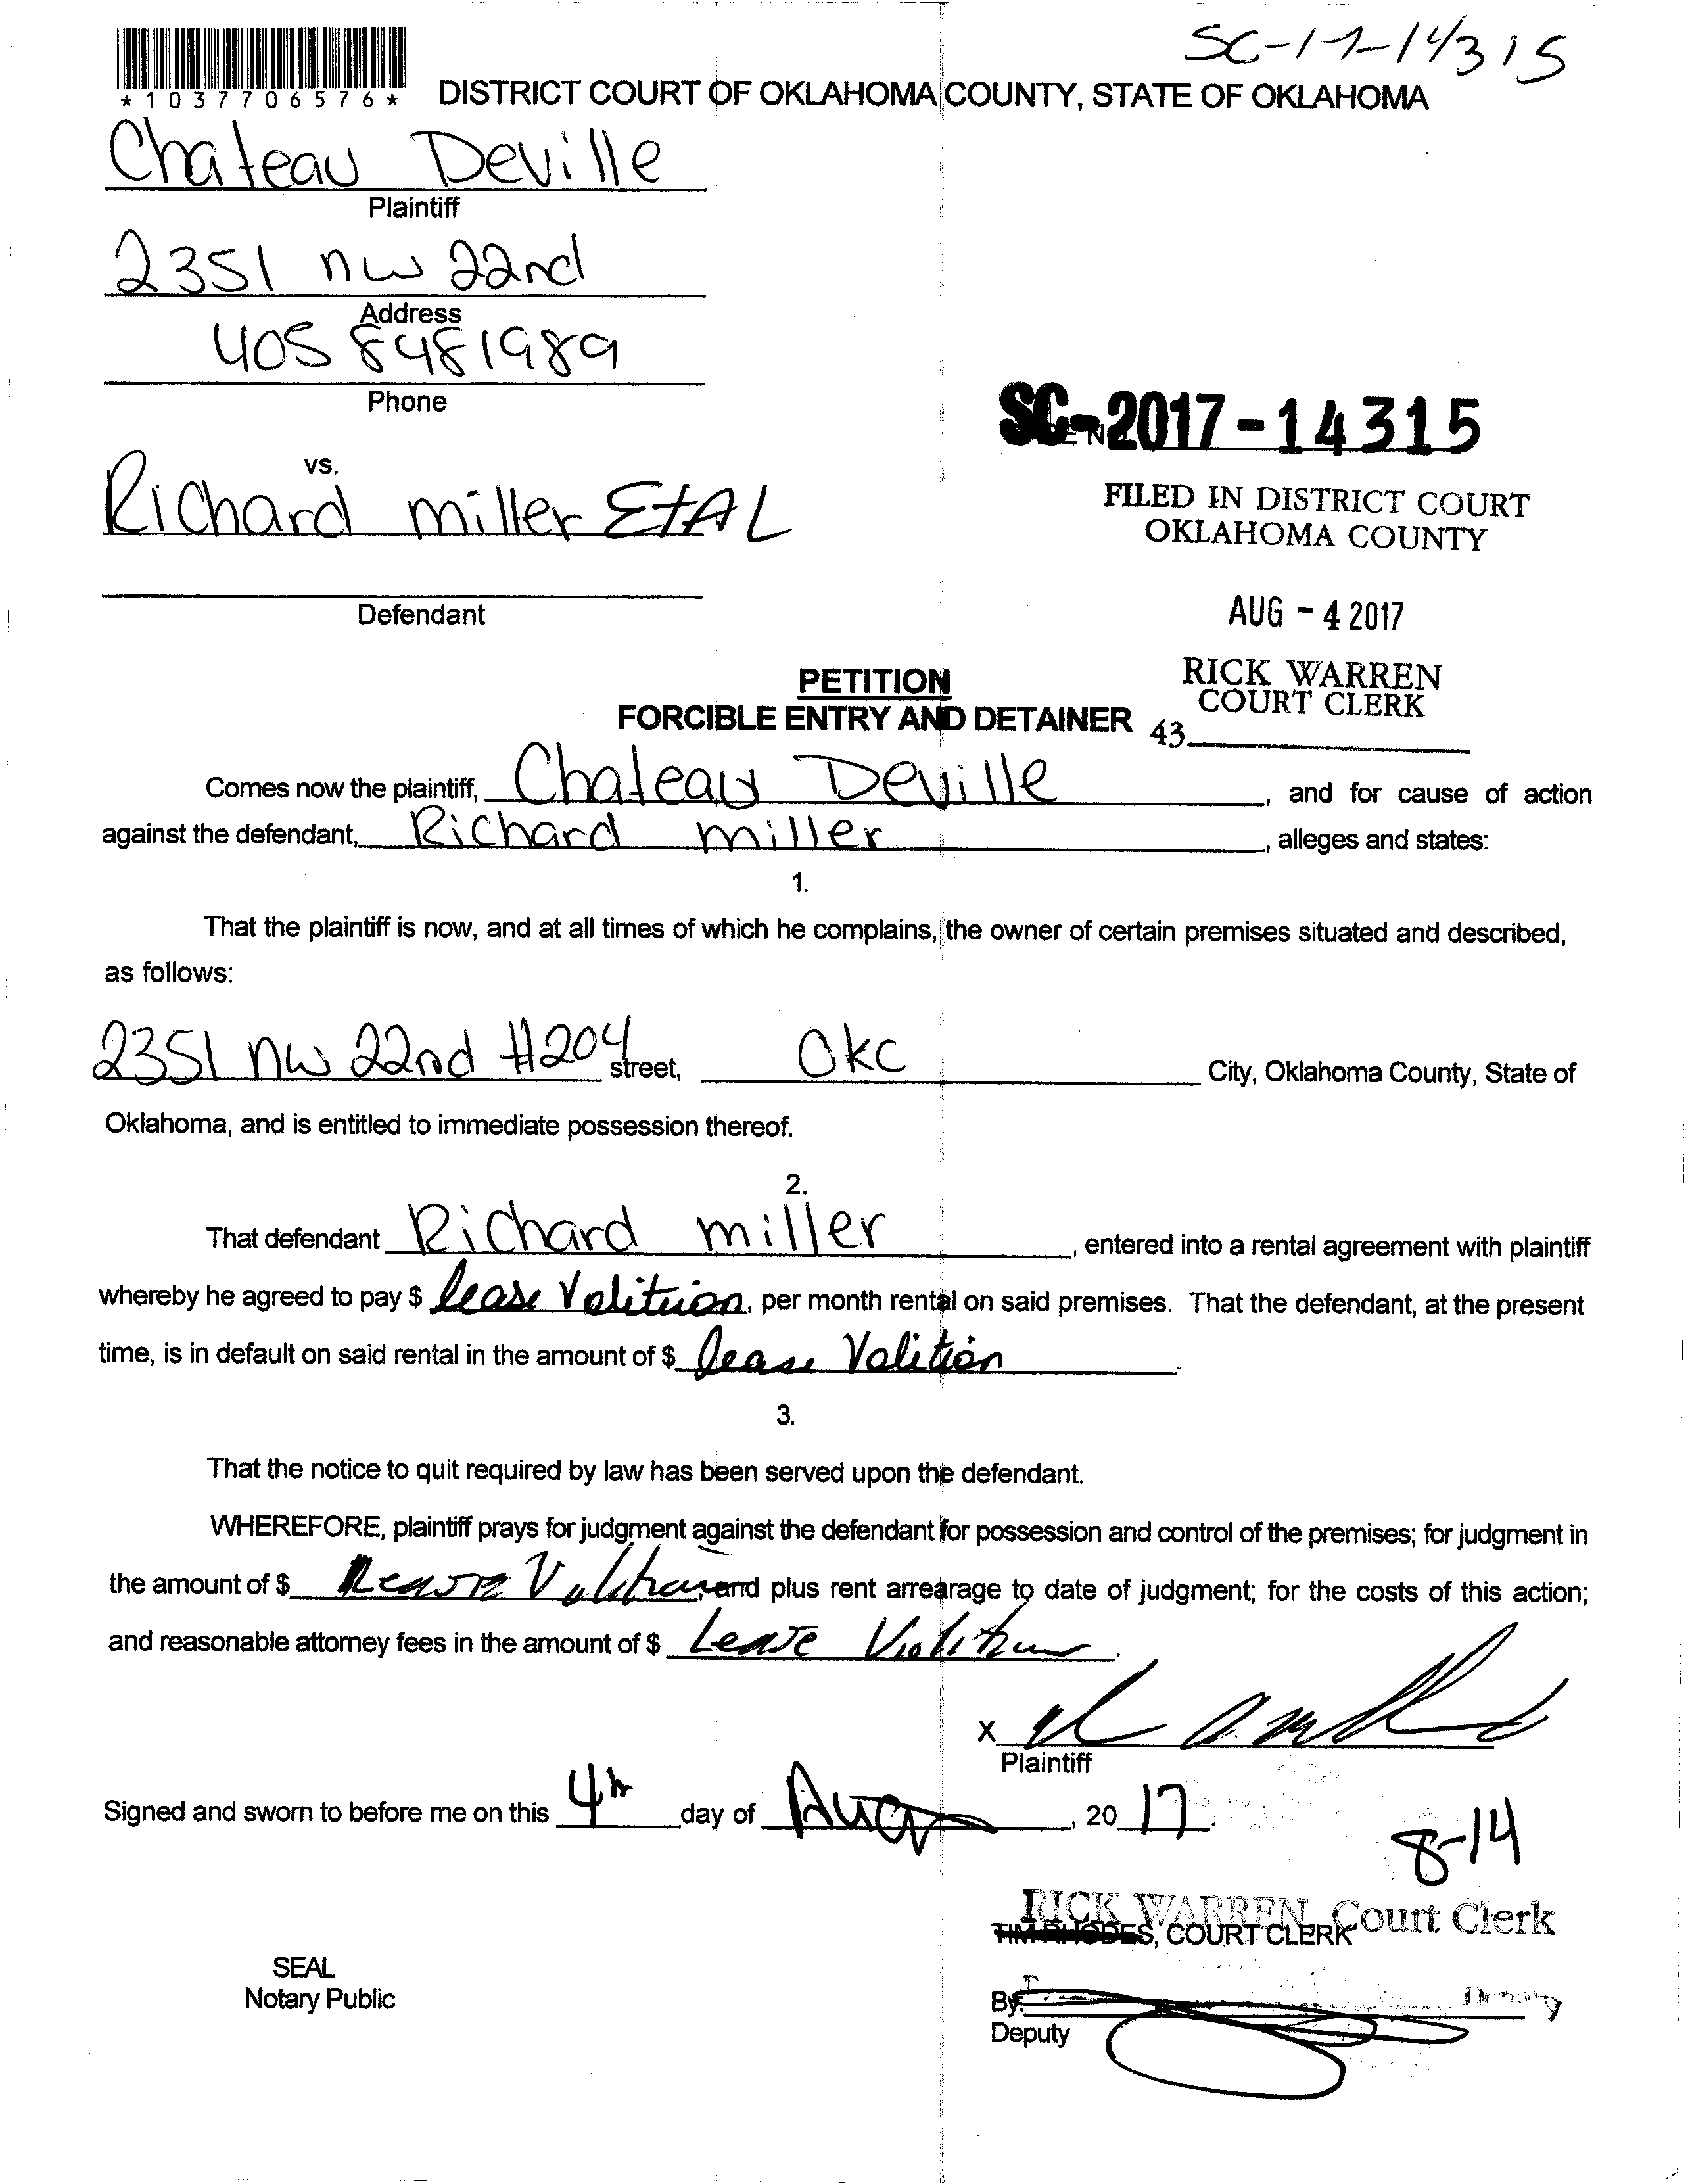 SC-17-14315
*1037706576*
DISTRICT COURT OF OKLAHOMA COUNTY, STATE OF OKLAHOMA
Chateau Deville
Plaintiff
2351 nw 22nd
Address
405 8481989
Phone
SC-2017-14315
vs.
Richard miller EtAL
FILED IN DISTRICT COURT
OKLAHOMA COUNTY
Defendant
AUG - 4 2017
PETITION
RICK WARREN
COURT CLERK
FORCIBLE ENTRY AND DETAINER
43
Comes now the plaintiff, Chateau Deville, and for cause of action
against the defendant, Richard miller, alleges and states:
1.
That the plaintiff is now, and at all times of which he complains, the owner of certain premises situated and described,
as follows:
2351 nw 22nd #204 street, Okc City, Oklahoma County, State of
Oklahoma, and is entitled to immediate possession thereof.
2.
That defendant Richard miller, entered into a rental agreement with plaintiff
whereby he agreed to pay $ lease , per month rental on said premises. That the defendant, at the present
time, is in default on said rental in the amount of $ lease Volition.
3.
That the notice to quit required by law has been served upon the defendant.
WHEREFORE, plaintiff prays for judgment against the defendant for possession and control of the premises; for judgment in
the amount of $ and plus rent arrearage to date of judgment; for the costs of this action;
and reasonable attorney fees in the amount of $ Lease .
X
Plaintiff
Signed and sworn to before me on this 4th day of Aug, 20 17.
8-14
RICK WARREN, Court Clerk
TIM RHODES, COURT CLERK
SEAL
Notary Public
By: Deputy
Deputy